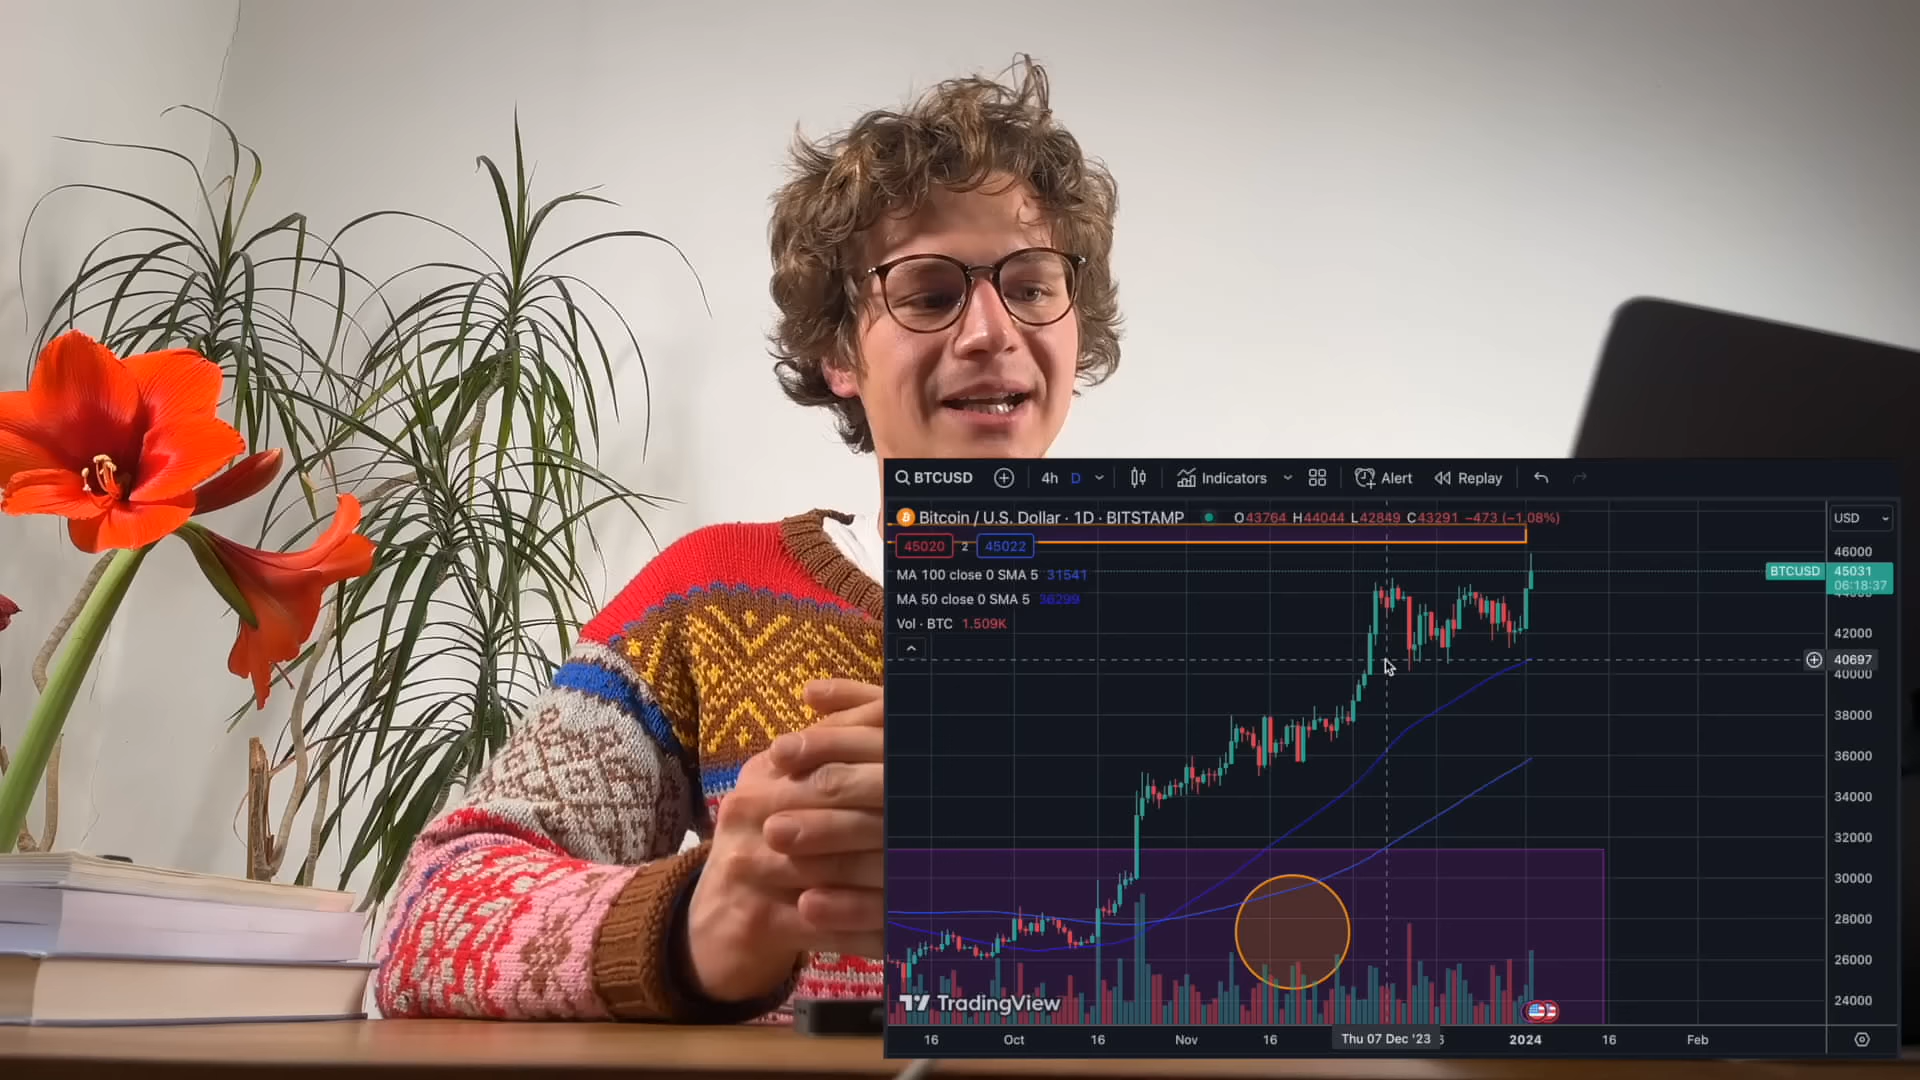 BTCUSD 4h D Indicators Alert Replay
Bitcoin / U.S. Dollar · 1D · BITSTAMP O43764 H44044 L42849 C43291 −473 (−1.08%) USD
45020 2 45022
MA 100 close 0 SMA 5 31541
MA 50 close 0 SMA 5 36299
Vol · BTC 1.509K
46000
BTCUSD 45031
06:18:37
44000
42000
40697
40000
38000
36000
34000
32000
30000
28000
26000
24000
TradingView
16 Oct 16 Nov 16 Thu 07 Dec '23 2024 16 Feb